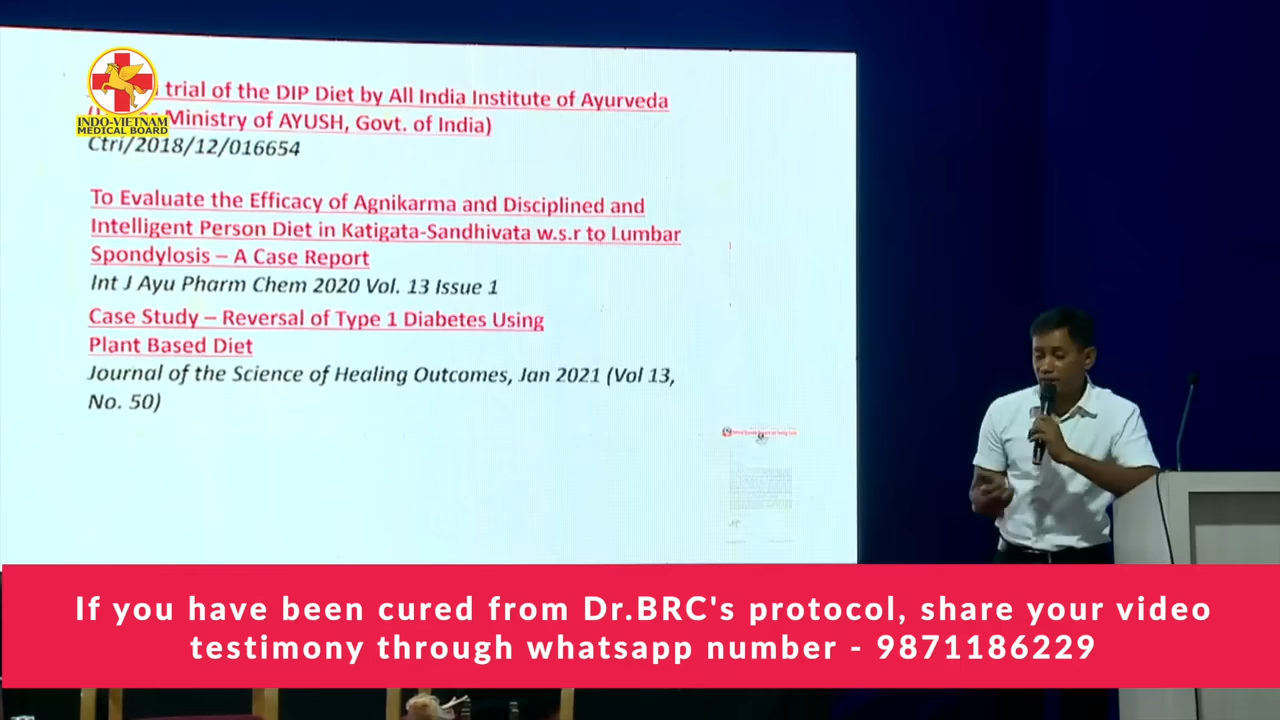 trial of the DIP Diet by All India Institute of Ayurveda
Ministry of AYUSH, Govt. of India)
INDO-VIETNAM
MEDICAL BOARD
Ctri/2018/12/016654
To Evaluate the Efficacy of Agnikarma and Disciplined and
Intelligent Person Diet in Katigata-Sandhivata w.s.r to Lumbar
Spondylosis – A Case Report
Int J Ayu Pharm Chem 2020 Vol. 13 Issue 1
Case Study – Reversal of Type 1 Diabetes Using
Plant Based Diet
Journal of the Science of Healing Outcomes, Jan 2021 (Vol 13,
No. 50)
If you have been cured from Dr.BRC's protocol, share your video
testimony through whatsapp number - 9871186229